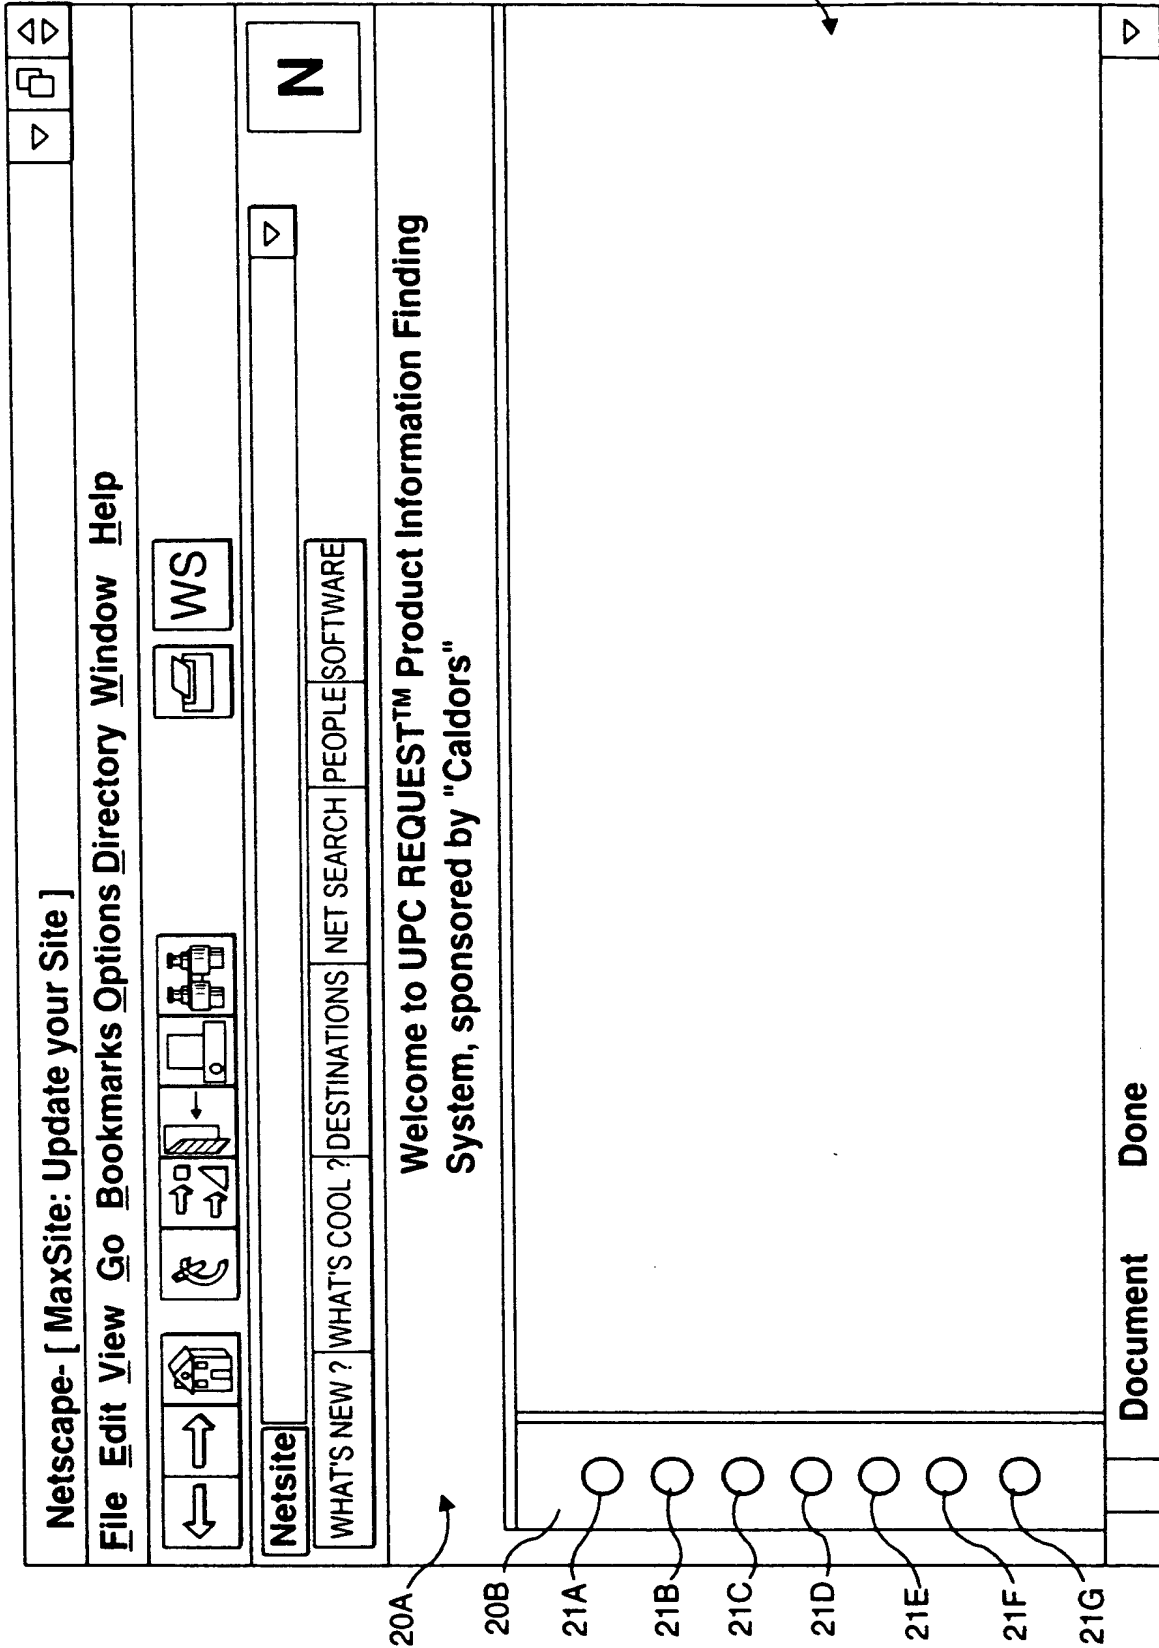 Netscape- [ MaxSite: Update your Site ]
File Edit View Go Bookmarks Options Directory Window Help
WS
Netsite
N
WHAT'S NEW ? WHAT'S COOL ? DESTINATIONS NET SEARCH PEOPLE SOFTWARE
Welcome to UPC REQUEST™ Product Information Finding
System, sponsored by "Caldors"
20A
20B
21A
21B
21C
21D
21E
21F
21G
Document Done